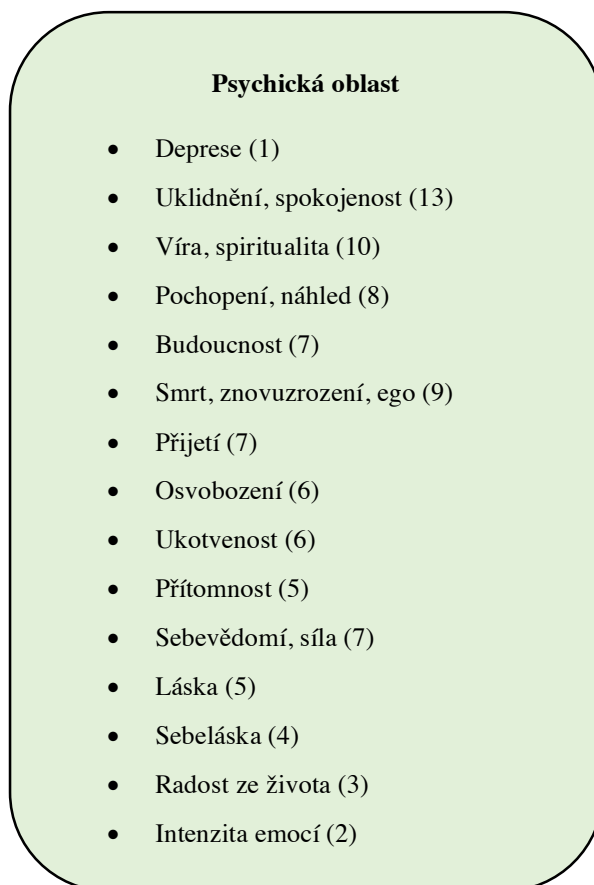 Psychická oblast
• Deprese (1)
• Uklidnění, spokojenost (13)
• Víra, spiritualita (10)
• Pochopení, náhled (8)
• Budoucnost (7)
• Smrt, znovuzrození, ego (9)
• Přijetí (7)
• Osvobození (6)
• Ukotvenost (6)
• Přítomnost (5)
• Sebevědomí, síla (7)
• Láska (5)
• Sebeláska (4)
• Radost ze života (3)
• Intenzita emocí (2)